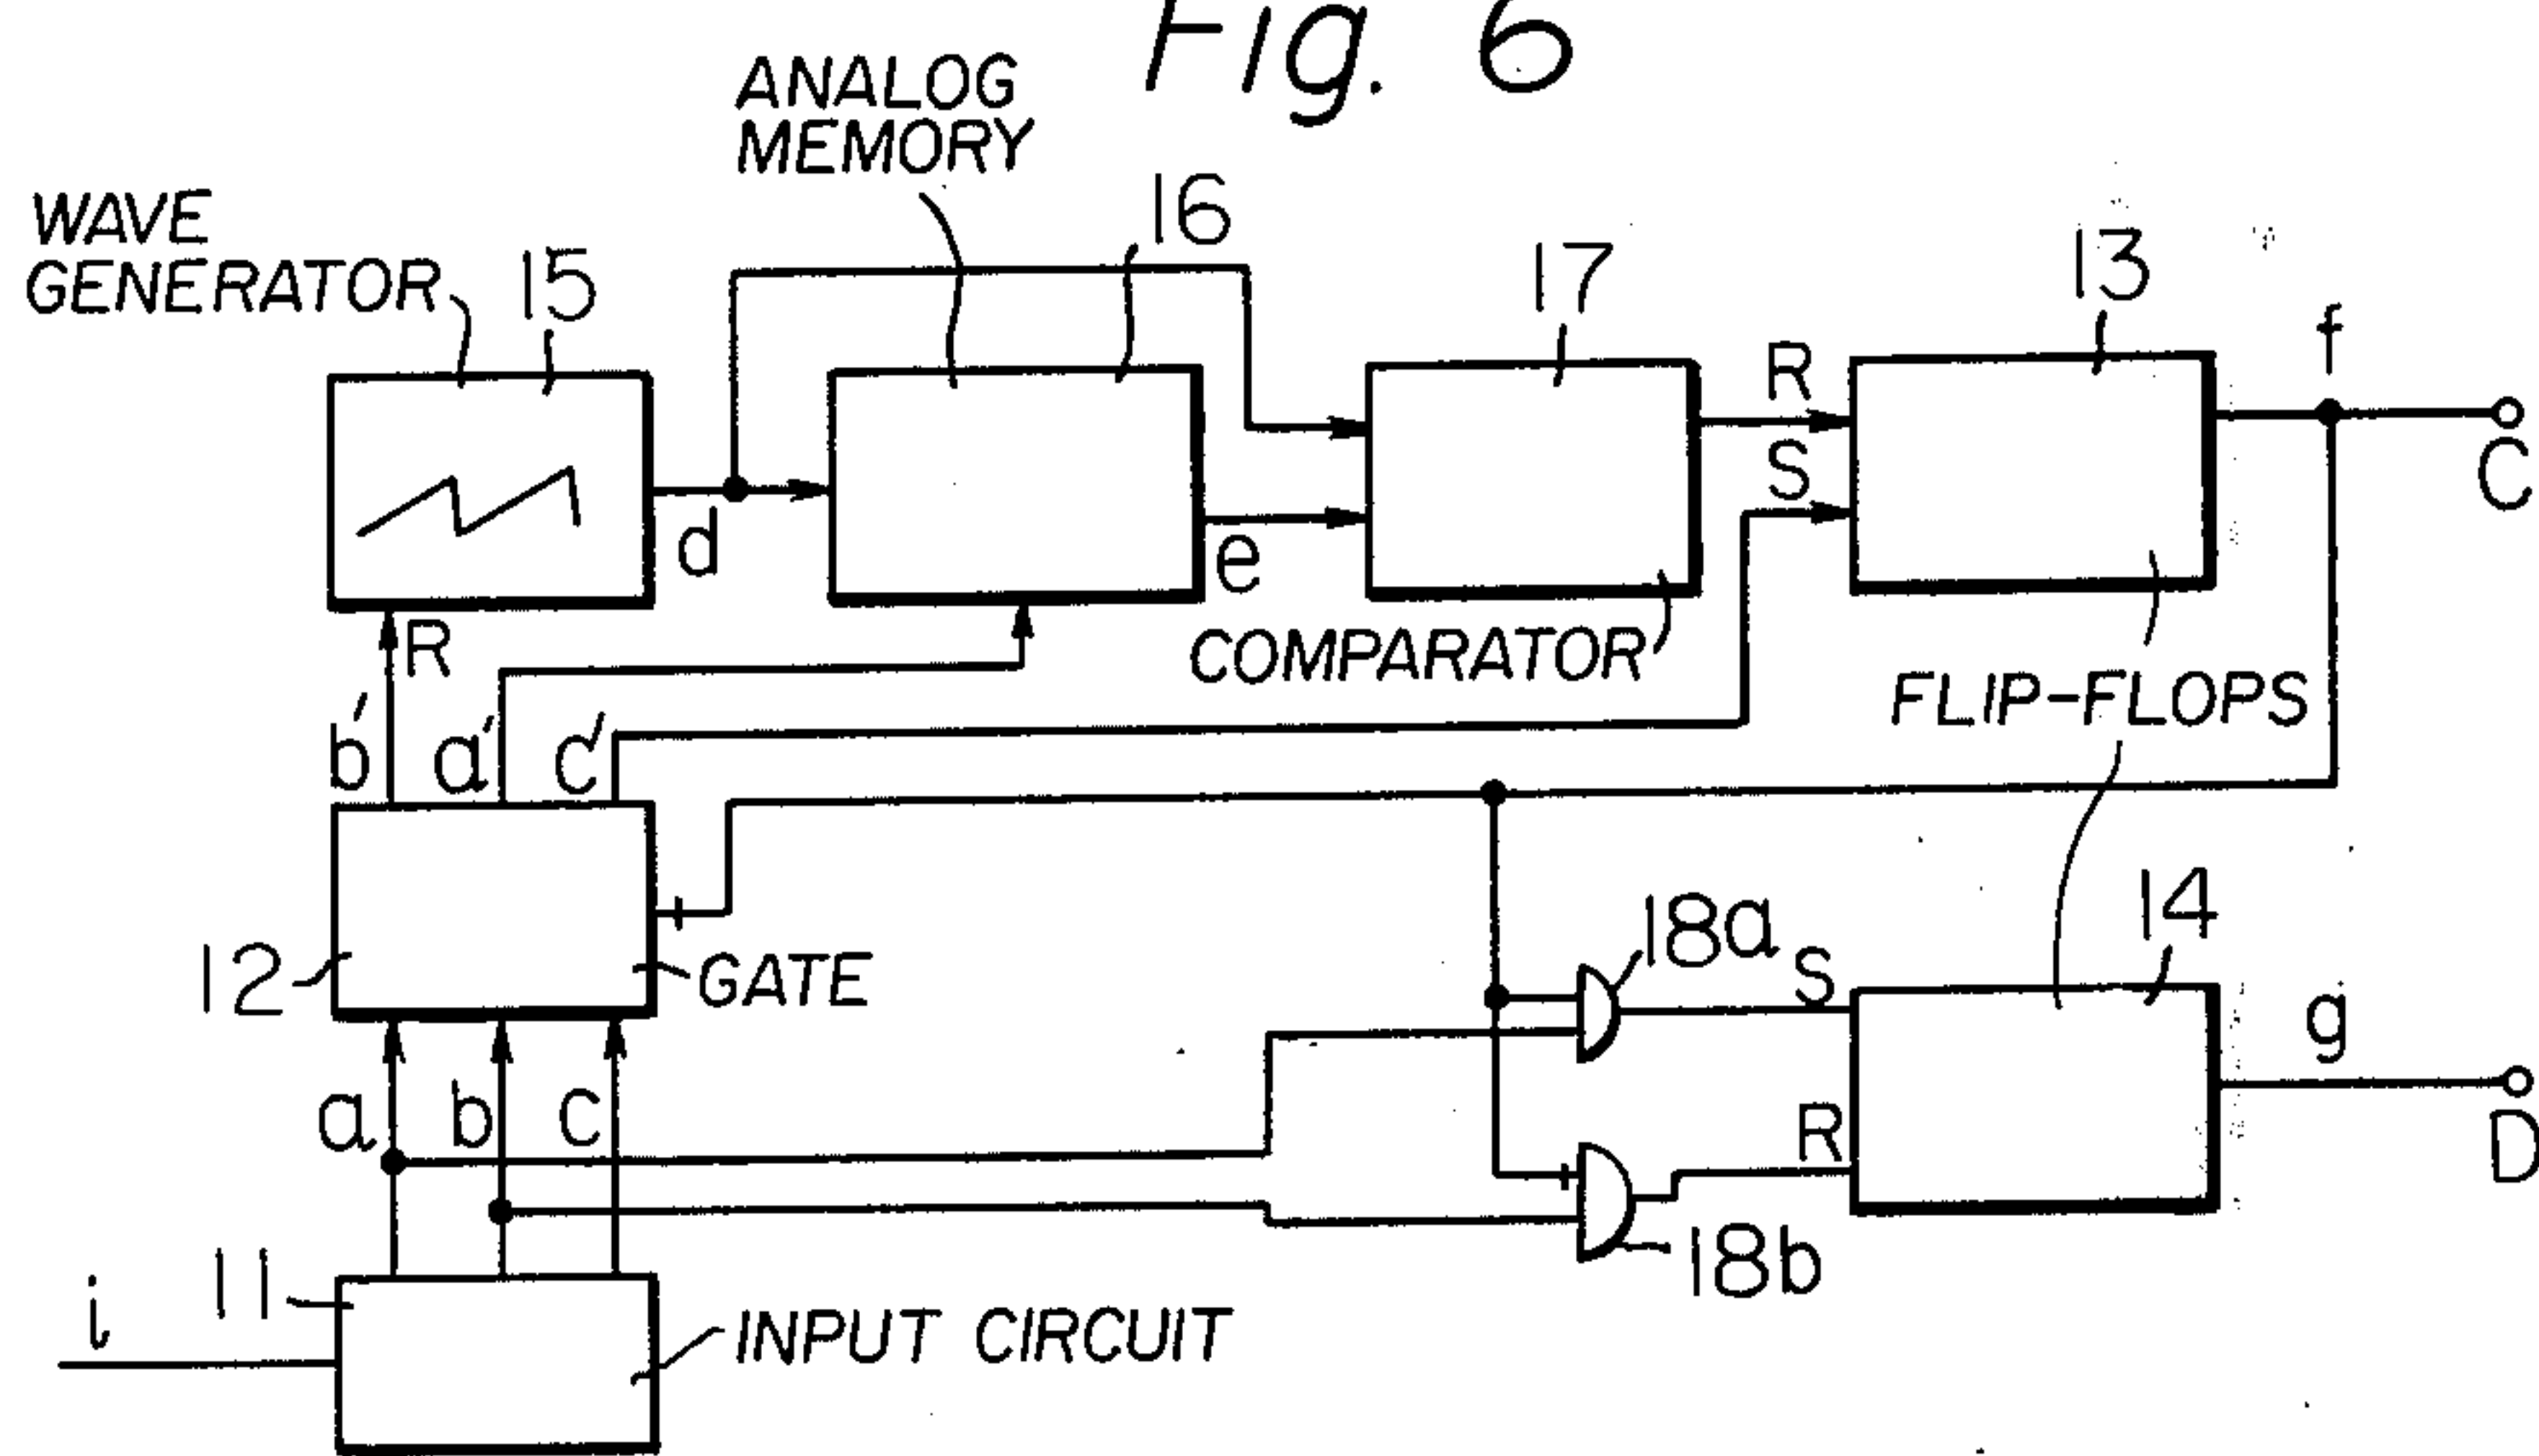 Fig. 6
ANALOG
MEMORY
16
WAVE
GENERATOR
15
17
13
f
R
S
C
d
e
R
COMPARATOR
FLIP-FLOPS
b'
a'
c'
12
GATE
18a
S
14
g
a
b
c
R
D
18b
i
11
INPUT CIRCUIT